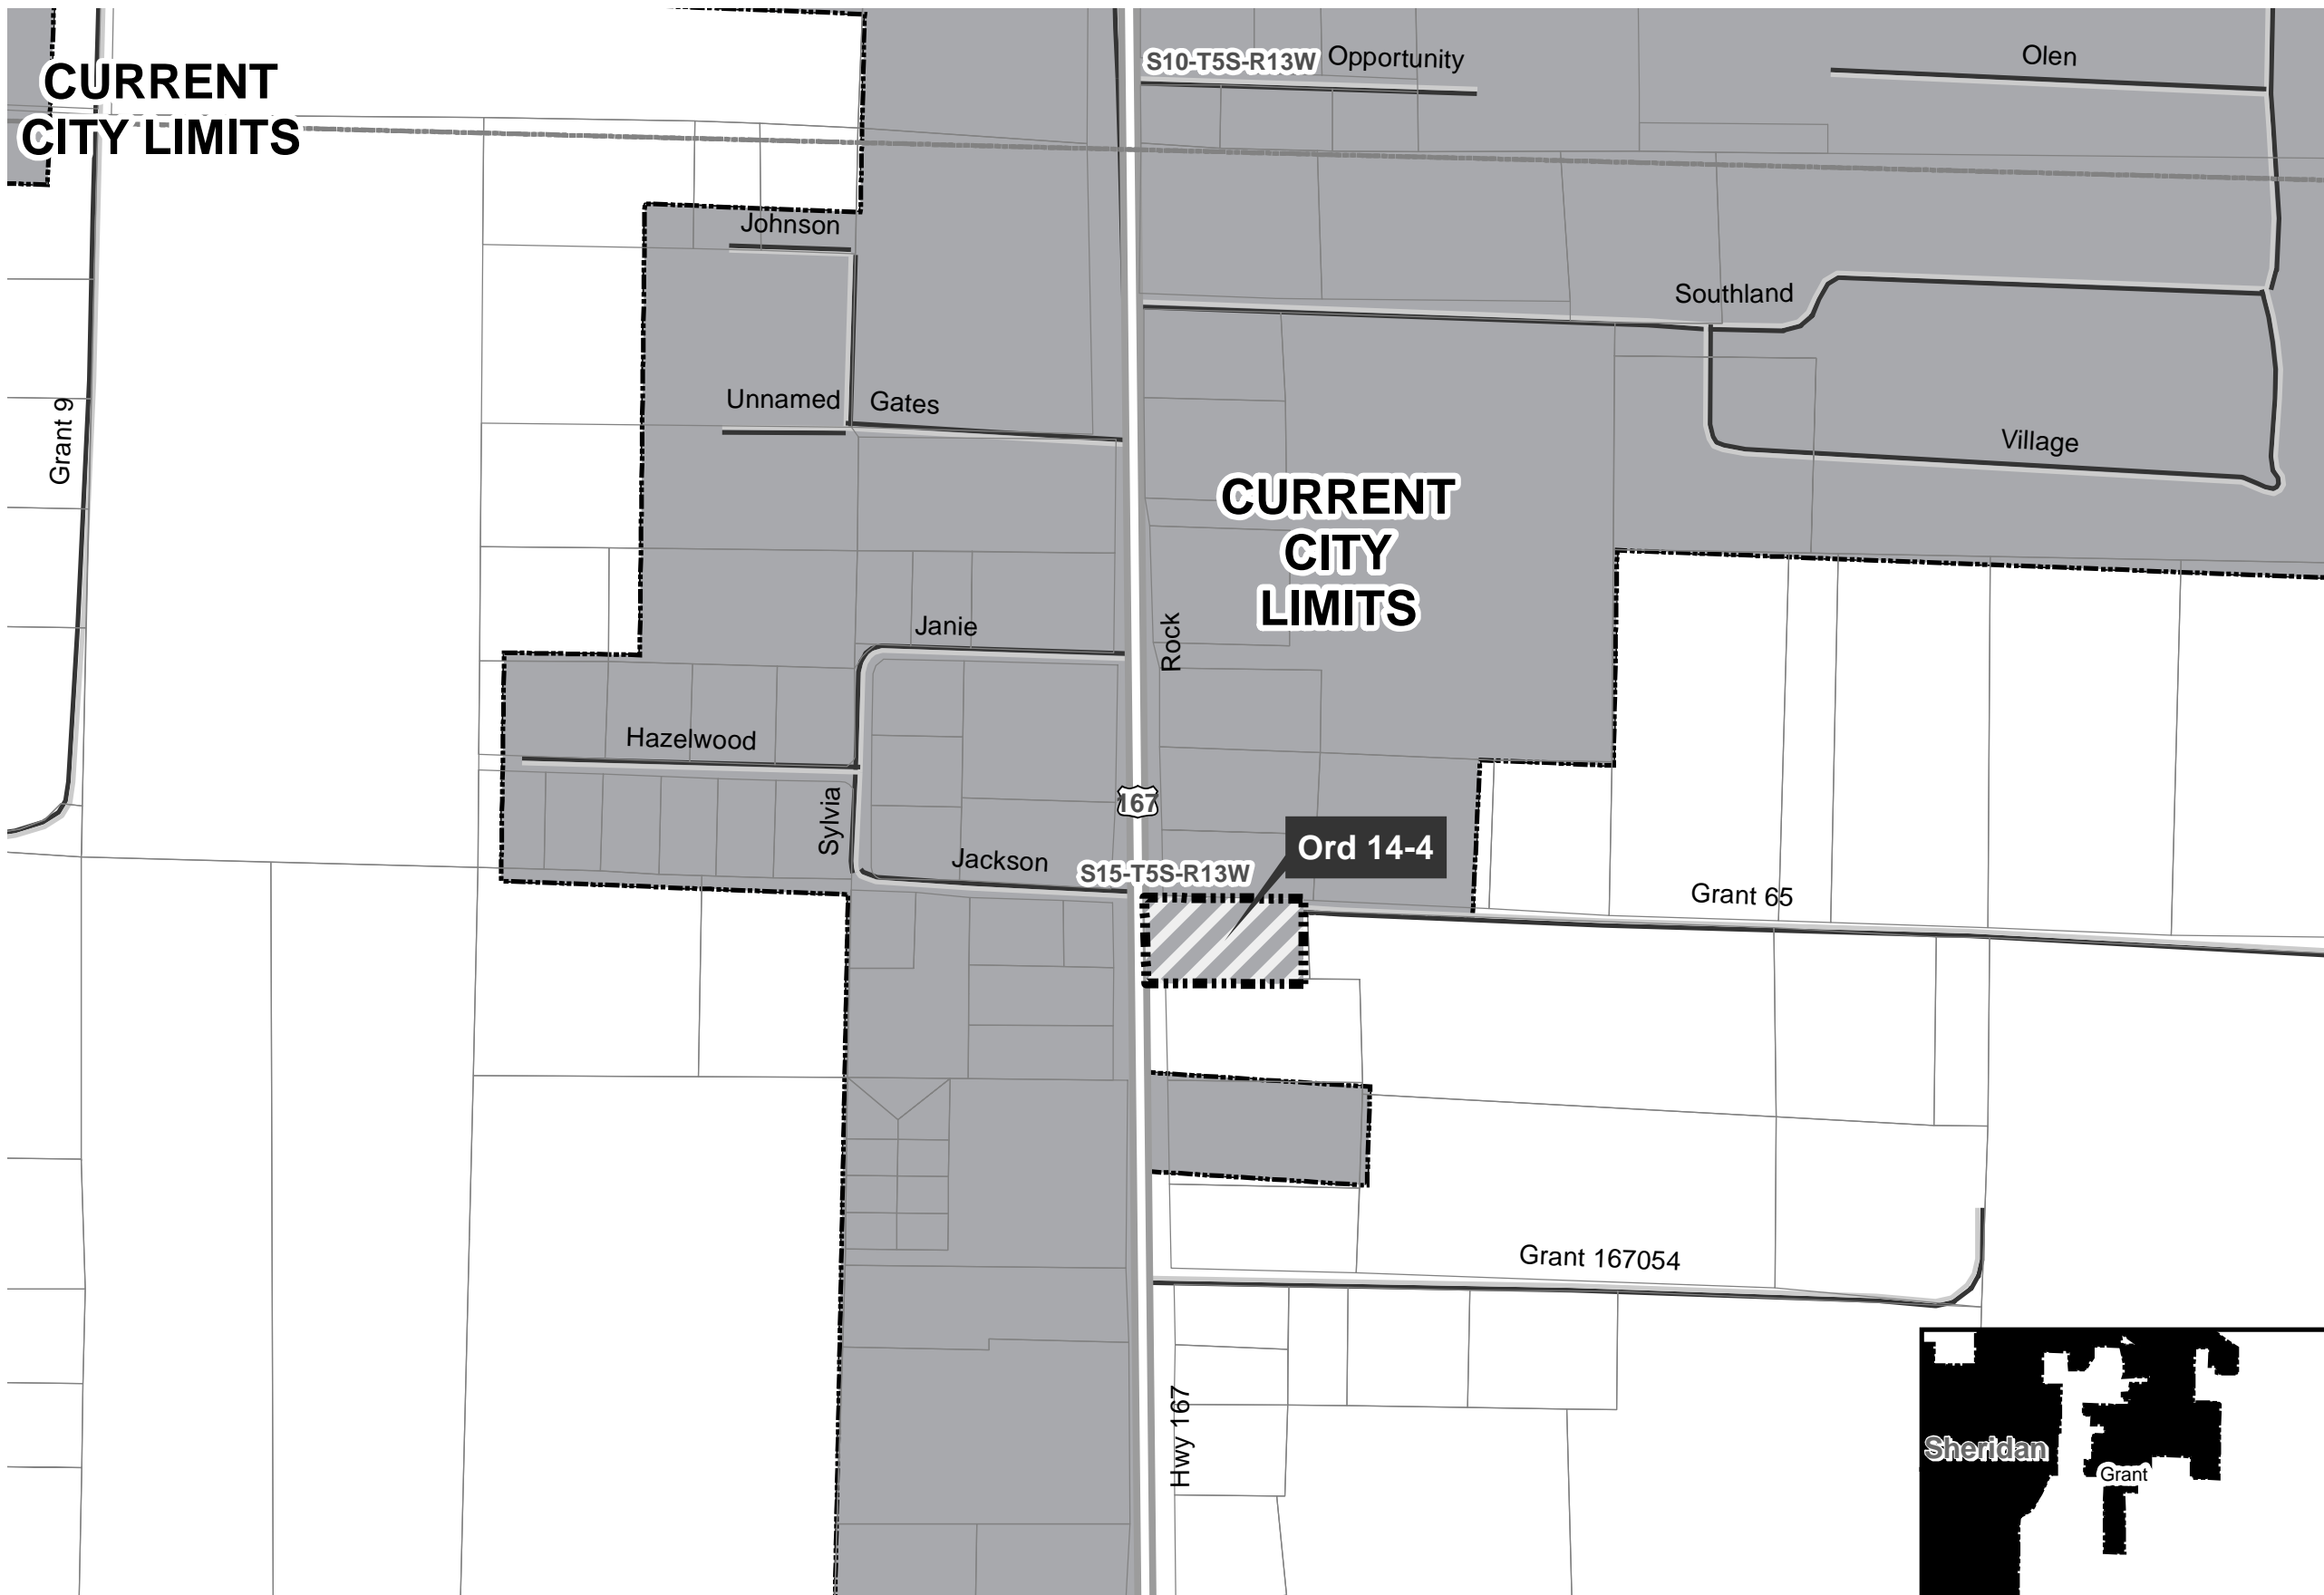 CURRENT
CITY LIMITS
S10-T5S-R13W
Opportunity
Olen
Johnson
Southland
Grant 9
Unnamed
Gates
Village
CURRENT
CITY
LIMITS
Janie
Rock
Hazelwood
Sylvia
167
Ord 14-4
Jackson
S15-T5S-R13W
Grant 65
Grant 167054
Hwy 167
Sheridan
Grant